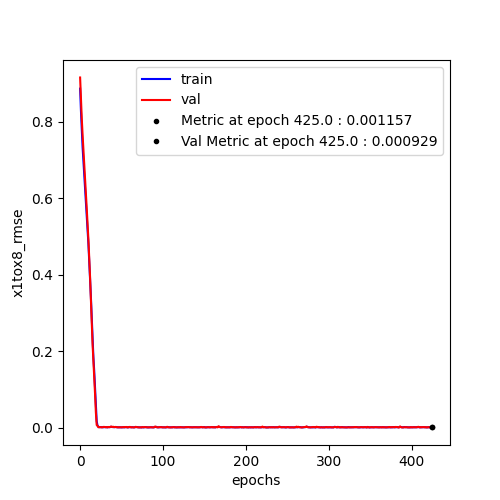 train
val
Metric at epoch 425.0 : 0.001157
Val Metric at epoch 425.0 : 0.000929
0.8
0.6
0.4
0.2
0.0
x1tox8_rmse
0 100 200 300 400
epochs